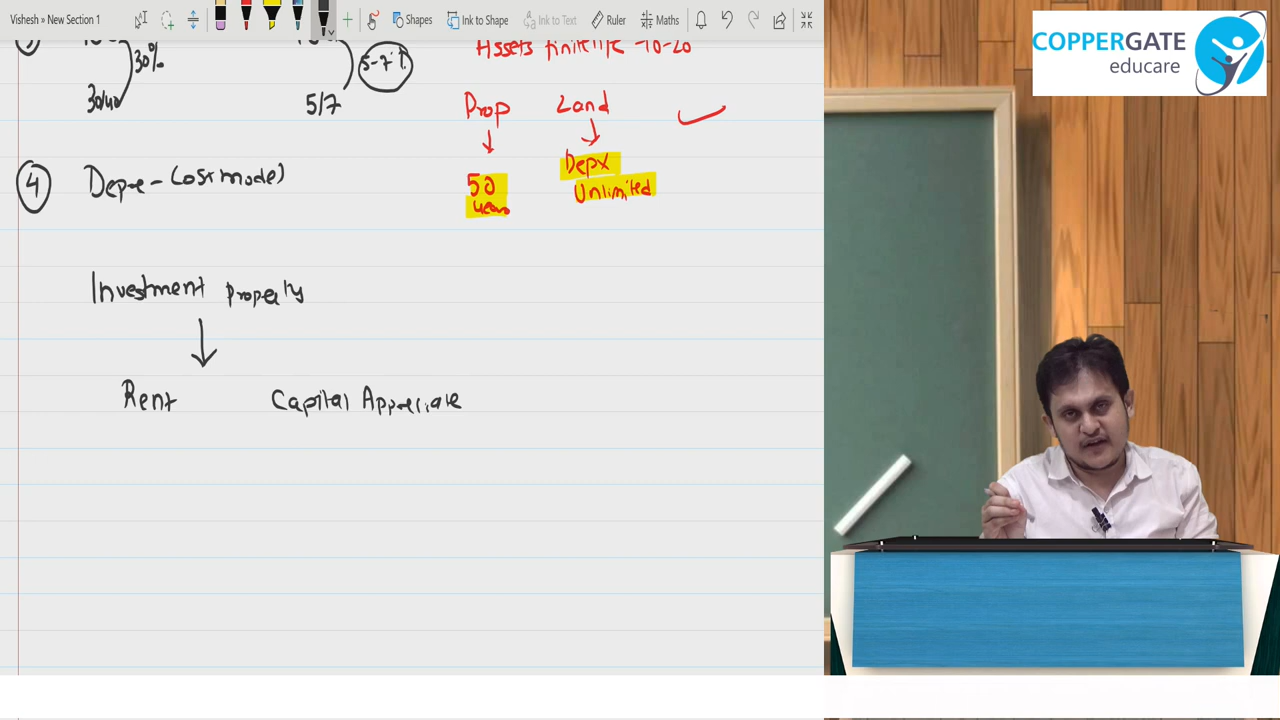 Vishesh » New Section 1
Shapes
Ink to Shape
Ink to Text
Ruler
Maths
30%
30/40
5-7%
5/7
Assets finite life -10-20
Prop Land
50 years
Depx
Unlimited
4 Depre - Cost model
Investment Property
Rent Capital Appreciate
COPPERGATE
educare